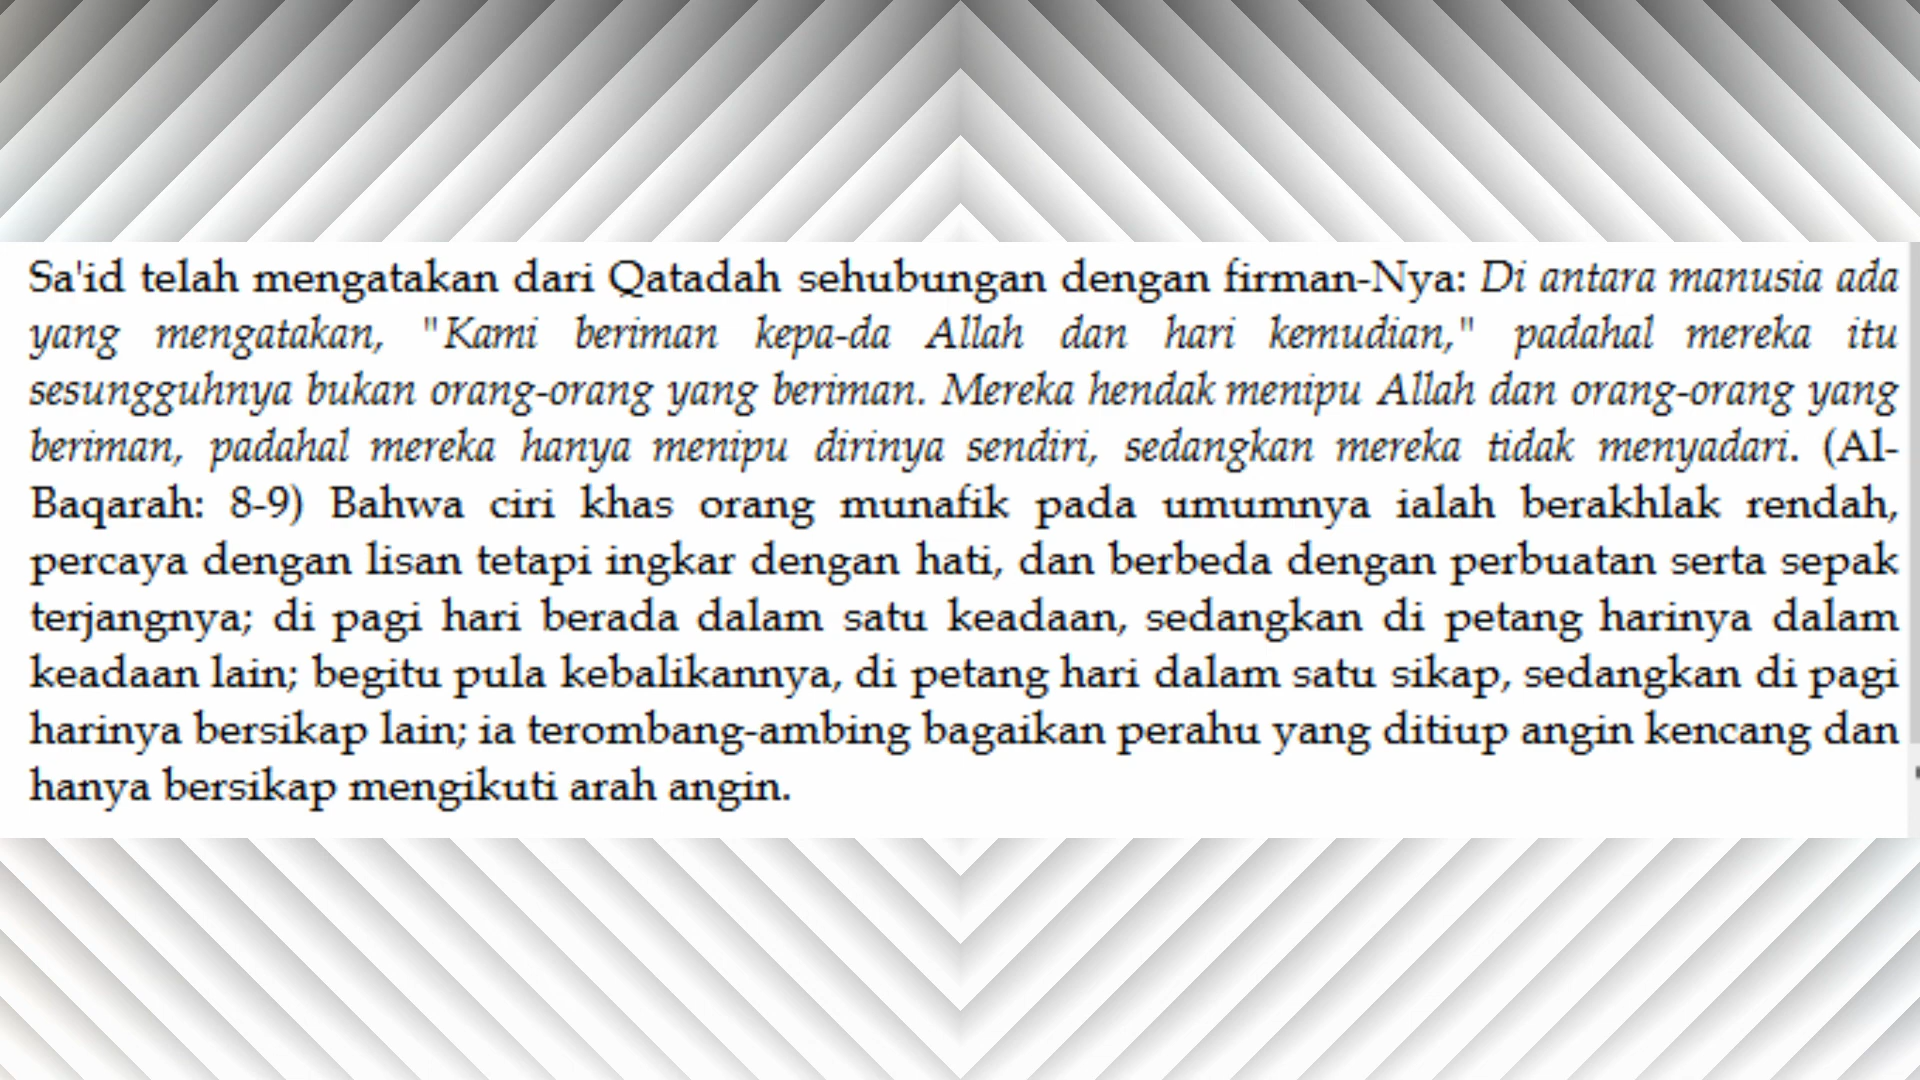 Sa'id telah mengatakan dari Qatadah sehubungan dengan firman-Nya: Di antara manusia ada
yang mengatakan, "Kami beriman kepa-da Allah dan hari kemudian," padahal mereka itu
sesungguhnya bukan orang-orang yang beriman. Mereka hendak menipu Allah dan orang-orang yang
beriman, padahal mereka hanya menipu dirinya sendiri, sedangkan mereka tidak menyadari. (Al-
Baqarah: 8-9) Bahwa ciri khas orang munafik pada umumnya ialah berakhlak rendah,
percaya dengan lisan tetapi ingkar dengan hati, dan berbeda dengan perbuatan serta sepak
terjangnya; di pagi hari berada dalam satu keadaan, sedangkan di petang harinya dalam
keadaan lain; begitu pula kebalikannya, di petang hari dalam satu sikap, sedangkan di pagi
harinya bersikap lain; ia terombang-ambing bagaikan perahu yang ditiup angin kencang dan
hanya bersikap mengikuti arah angin.